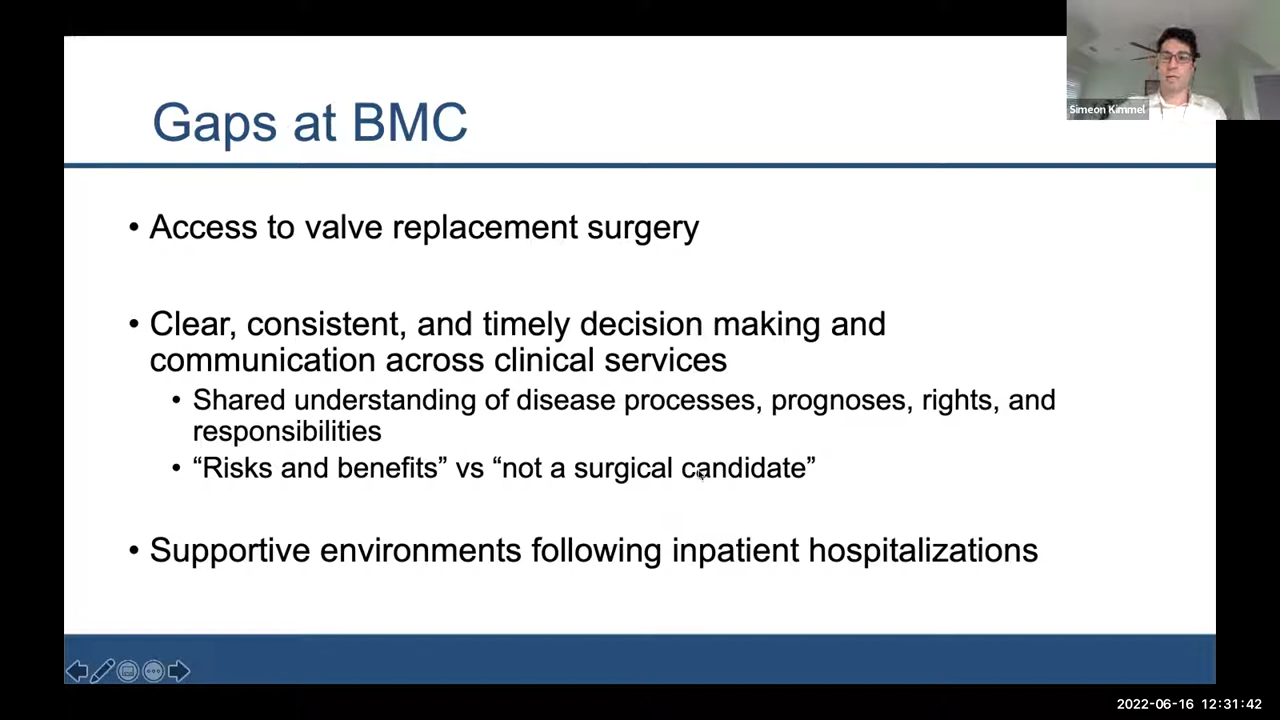 Simeon Kimmel
Gaps at BMC
• Access to valve replacement surgery
• Clear, consistent, and timely decision making and
communication across clinical services
• Shared understanding of disease processes, prognoses, rights, and
responsibilities
• “Risks and benefits” vs “not a surgical candidate”
• Supportive environments following inpatient hospitalizations
2022-06-16 12:31:42